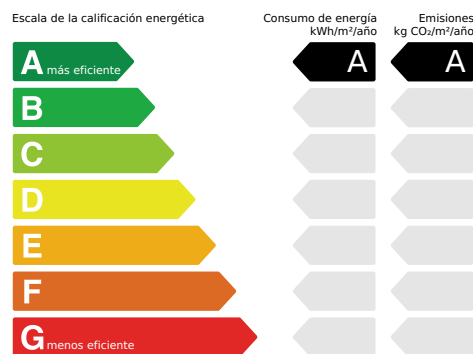 Escala de la calificación energética
Consumo de energía
kWh/m²/año
Emisiones
kg CO₂/m²/año
A más eficiente
A
A
B
C
D
E
F
G menos eficiente